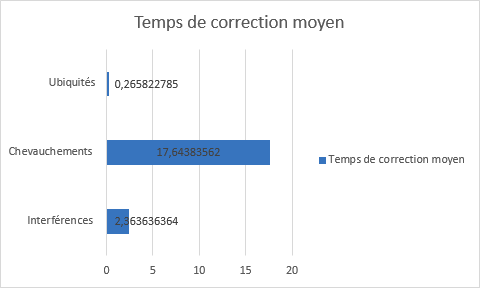 Temps de correction moyen
Ubiquités
0,265822785
Chevauchements
17,64383562
Temps de correction moyen
Interférences
2,363636364
0 5 10 15 20